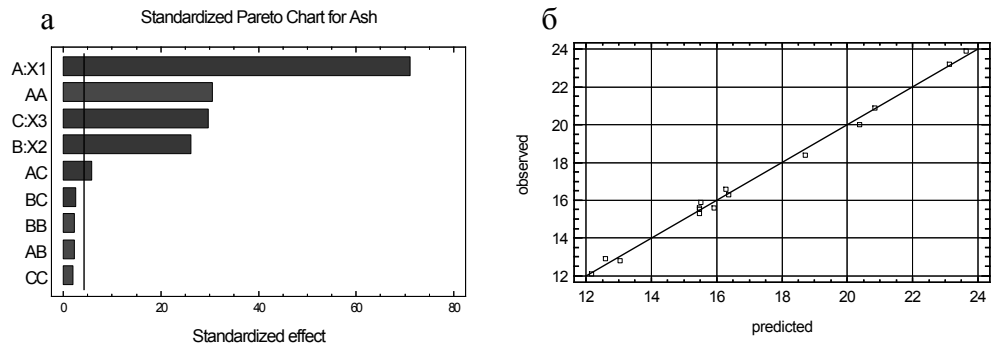 а
Standardized Pareto Chart for Ash
A:X1
AA
C:X3
B:X2
AC
BC
BB
AB
CC
0 20 40 60 80
Standardized effect
б
24
22
20
18
16
14
12
observed
12 14 16 18 20 22 24
predicted